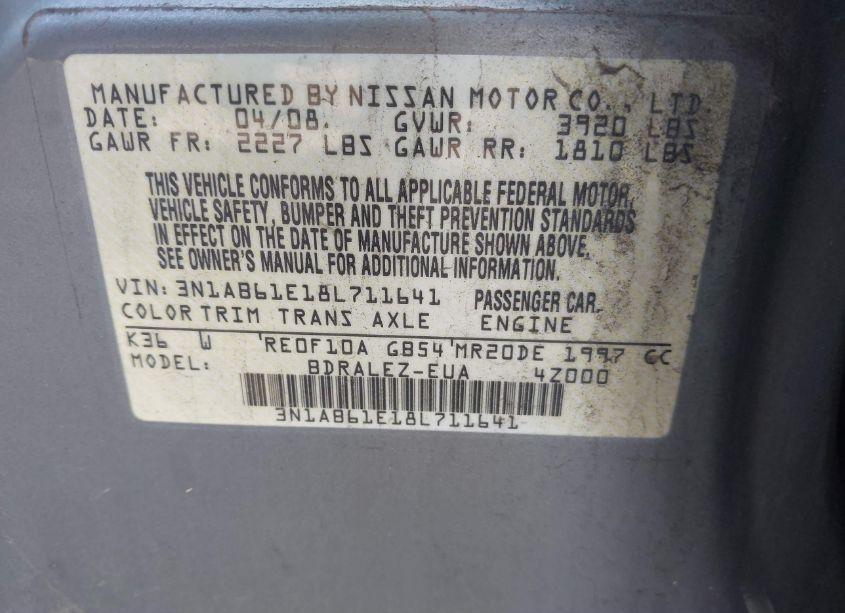 MANUFACTURED BY NISSAN MOTOR CO., LTD.
DATE: 04/08. GVWR: 3920 LBS
GAWR FR: 2227 LBS GAWR RR: 1810 LBS
THIS VEHICLE CONFORMS TO ALL APPLICABLE FEDERAL MOTOR
VEHICLE SAFETY, BUMPER AND THEFT PREVENTION STANDARDS
IN EFFECT ON THE DATE OF MANUFACTURE SHOWN ABOVE.
SEE OWNER'S MANUAL FOR ADDITIONAL INFORMATION.
VIN: 3N1AB61E18L711641 PASSENGER CAR.
COLOR TRIM TRANS AXLE ENGINE
K36 W RE0F10A GB54 MR20DE 1997 CC
MODEL: BDRALEZ-EUA 4Z000
3N1AB61E18L711641